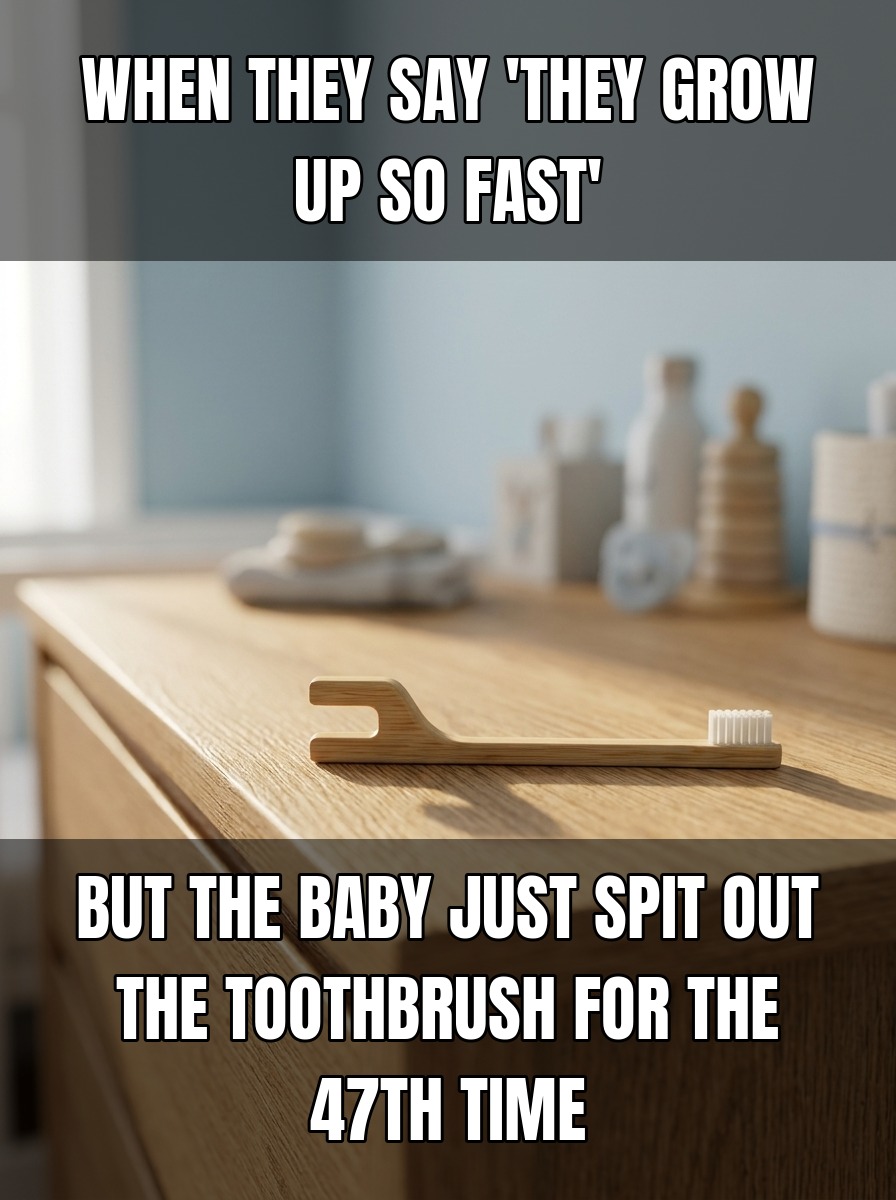 WHEN THEY SAY 'THEY GROW
UP SO FAST'
BUT THE BABY JUST SPIT OUT
THE TOOTHBRUSH FOR THE
47TH TIME